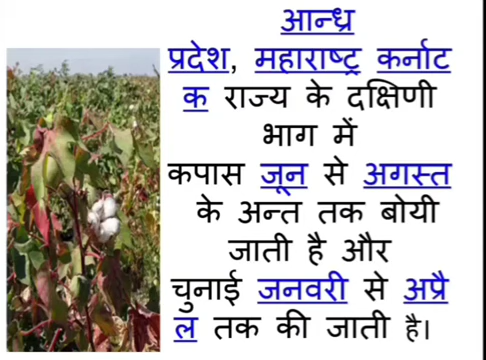 आन्ध्र
प्रदेश, महाराष्ट्र कर्नाट
क राज्य के दक्षिणी
भाग में
कपास जून से अगस्त
के अन्त तक बोयी
जाती है और
चुनाई जनवरी से अप्रै
ल तक की जाती है।